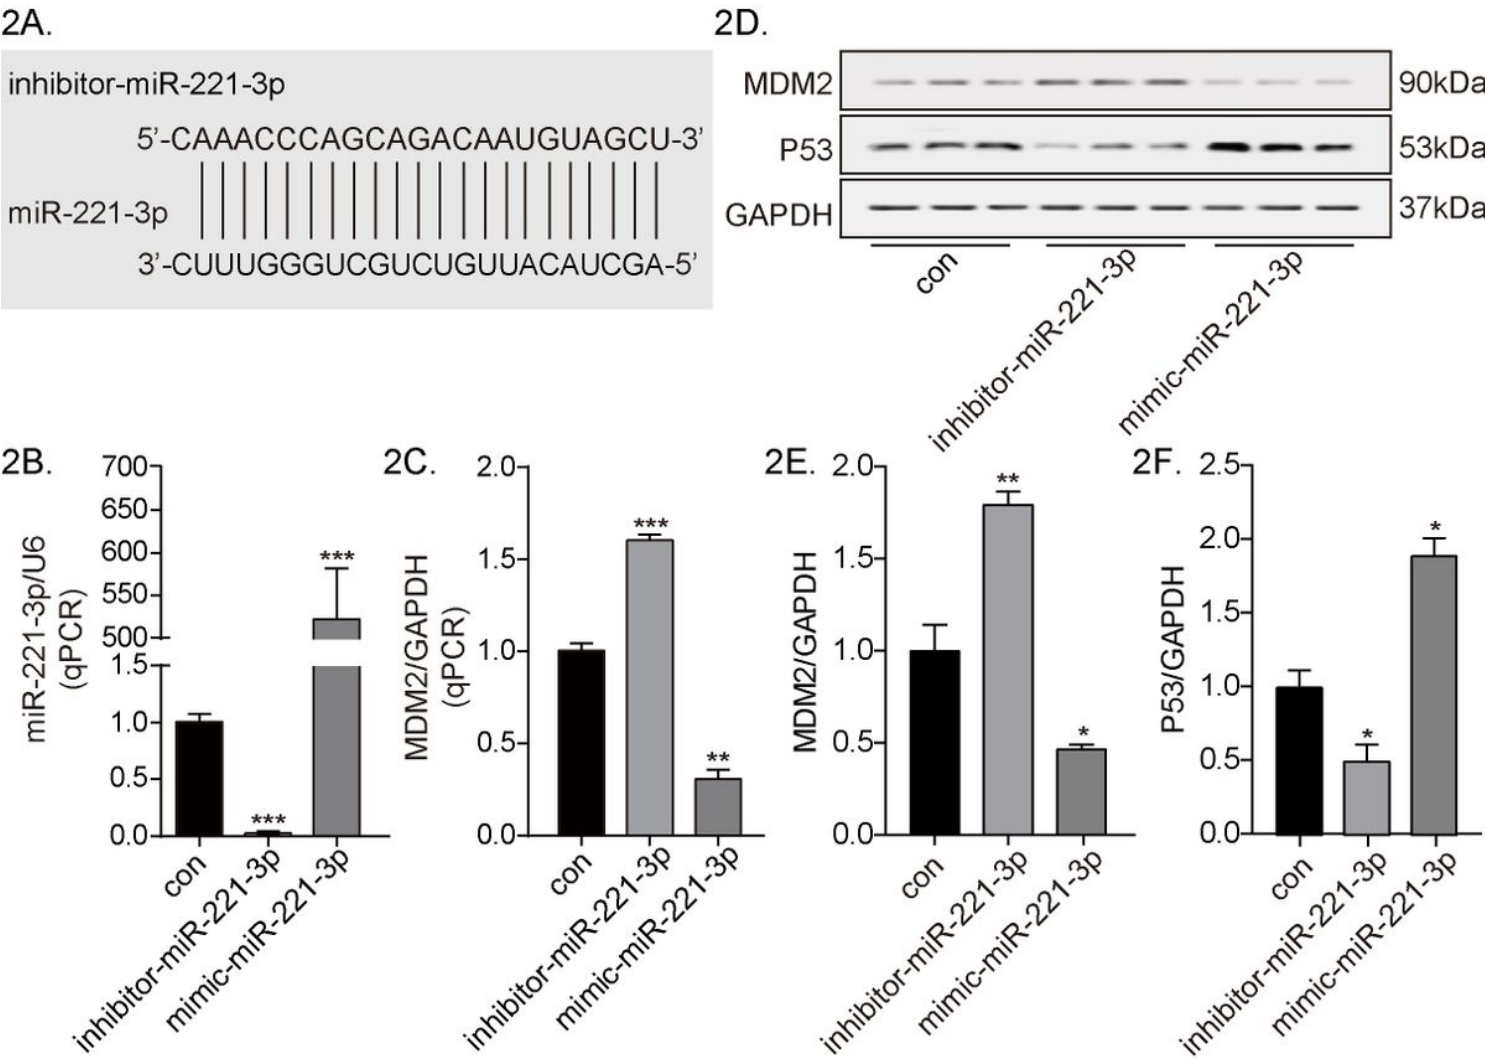 2A.
inhibitor-miR-221-3p
5’-CAAACCCAGCAGACAAUGUAGCU-3’
miR-221-3p
3’-CUUUGGGUCGUCUGUUACAUCGA-5’
2D.
MDM2
90kDa
P53
53kDa
GAPDH
37kDa
con
inhibitor-miR-221-3p
mimic-miR-221-3p
2B.
miR-221-3p/U6
(qPCR)
700
650
600
550
500
1.5
1.0
0.5
0.0
***
***
con
inhibitor-miR-221-3p
mimic-miR-221-3p
2C.
MDM2/GAPDH
(qPCR)
2.0
1.5
1.0
0.5
0.0
***
**
con
inhibitor-miR-221-3p
mimic-miR-221-3p
2E.
MDM2/GAPDH
2.0
1.5
1.0
0.5
0.0
**
*
con
inhibitor-miR-221-3p
mimic-miR-221-3p
2F.
P53/GAPDH
2.5
2.0
1.5
1.0
0.5
0.0
*
*
con
inhibitor-miR-221-3p
mimic-miR-221-3p